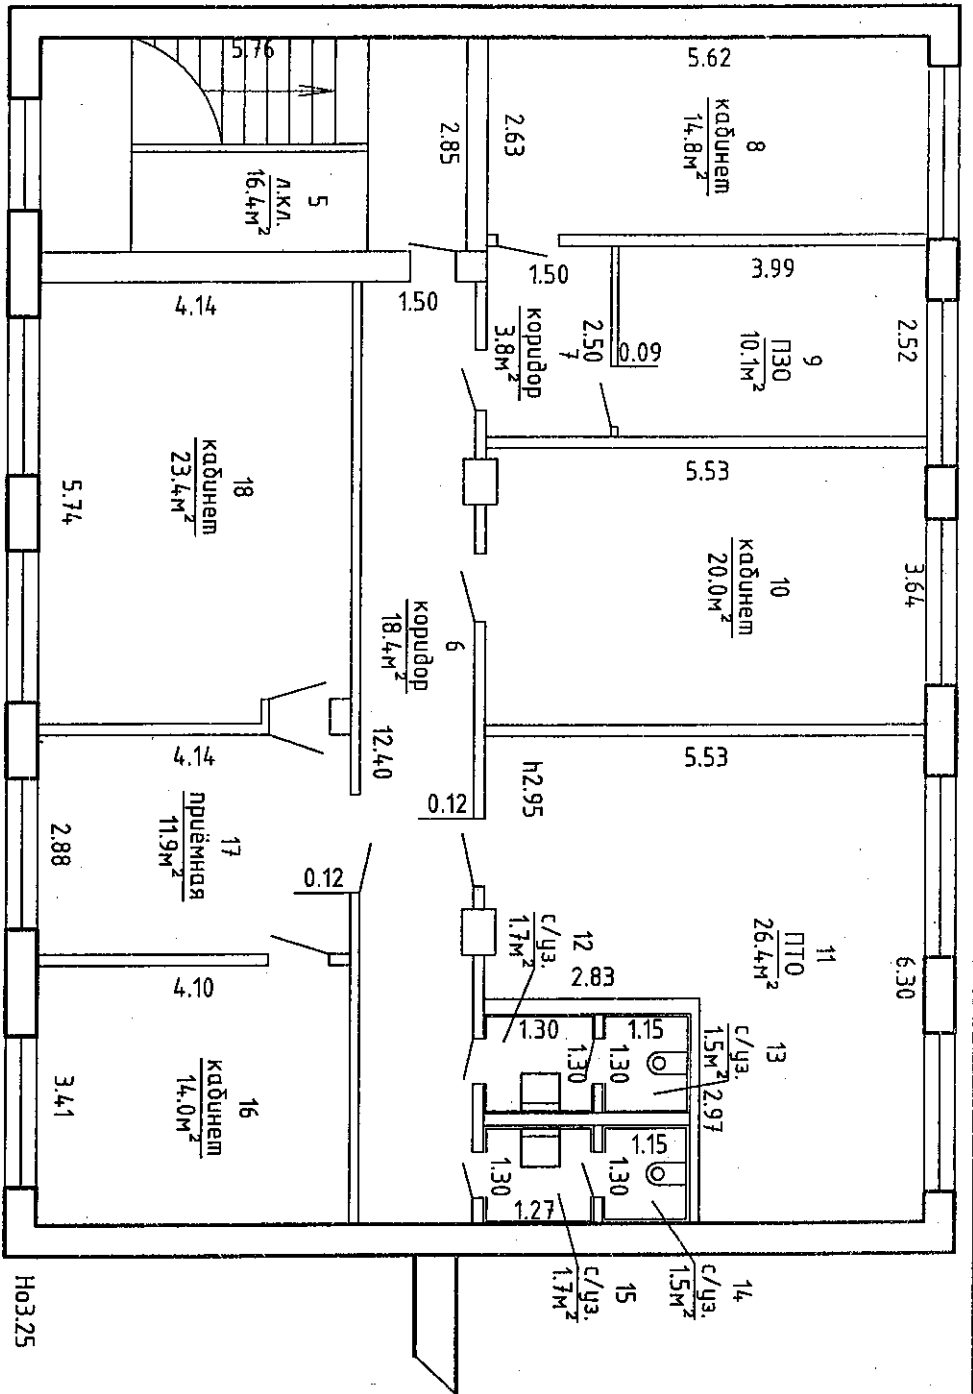 5.76
5
л.кл.
16.4м²
2.85
2.63
5.62
8
кабинет
14.8м²
1.50
1.50
3.99
2.52
9
ПЗО
10.1м²
7
коридор
3.8м²
2.50
0.09
4.14
18
кабинет
23.4м²
5.74
5.53
10
кабинет
20.0м²
3.64
6
коридор
18.4м²
12.40
4.14
17
приёмная
11.9м²
2.88
0.12
0.12
h2.95
5.53
11
ПТО
26.4м²
6.30
12
с/уз.
1.7м²
2.83
1.30
1.30
1.30
1.15
13
с/уз.
1.5м²
2.97
4.10
16
кабинет
14.0м²
3.41
1.30
1.27
1.30
1.15
14
с/уз.
1.5м²
15
с/уз.
1.7м²
Но3.25